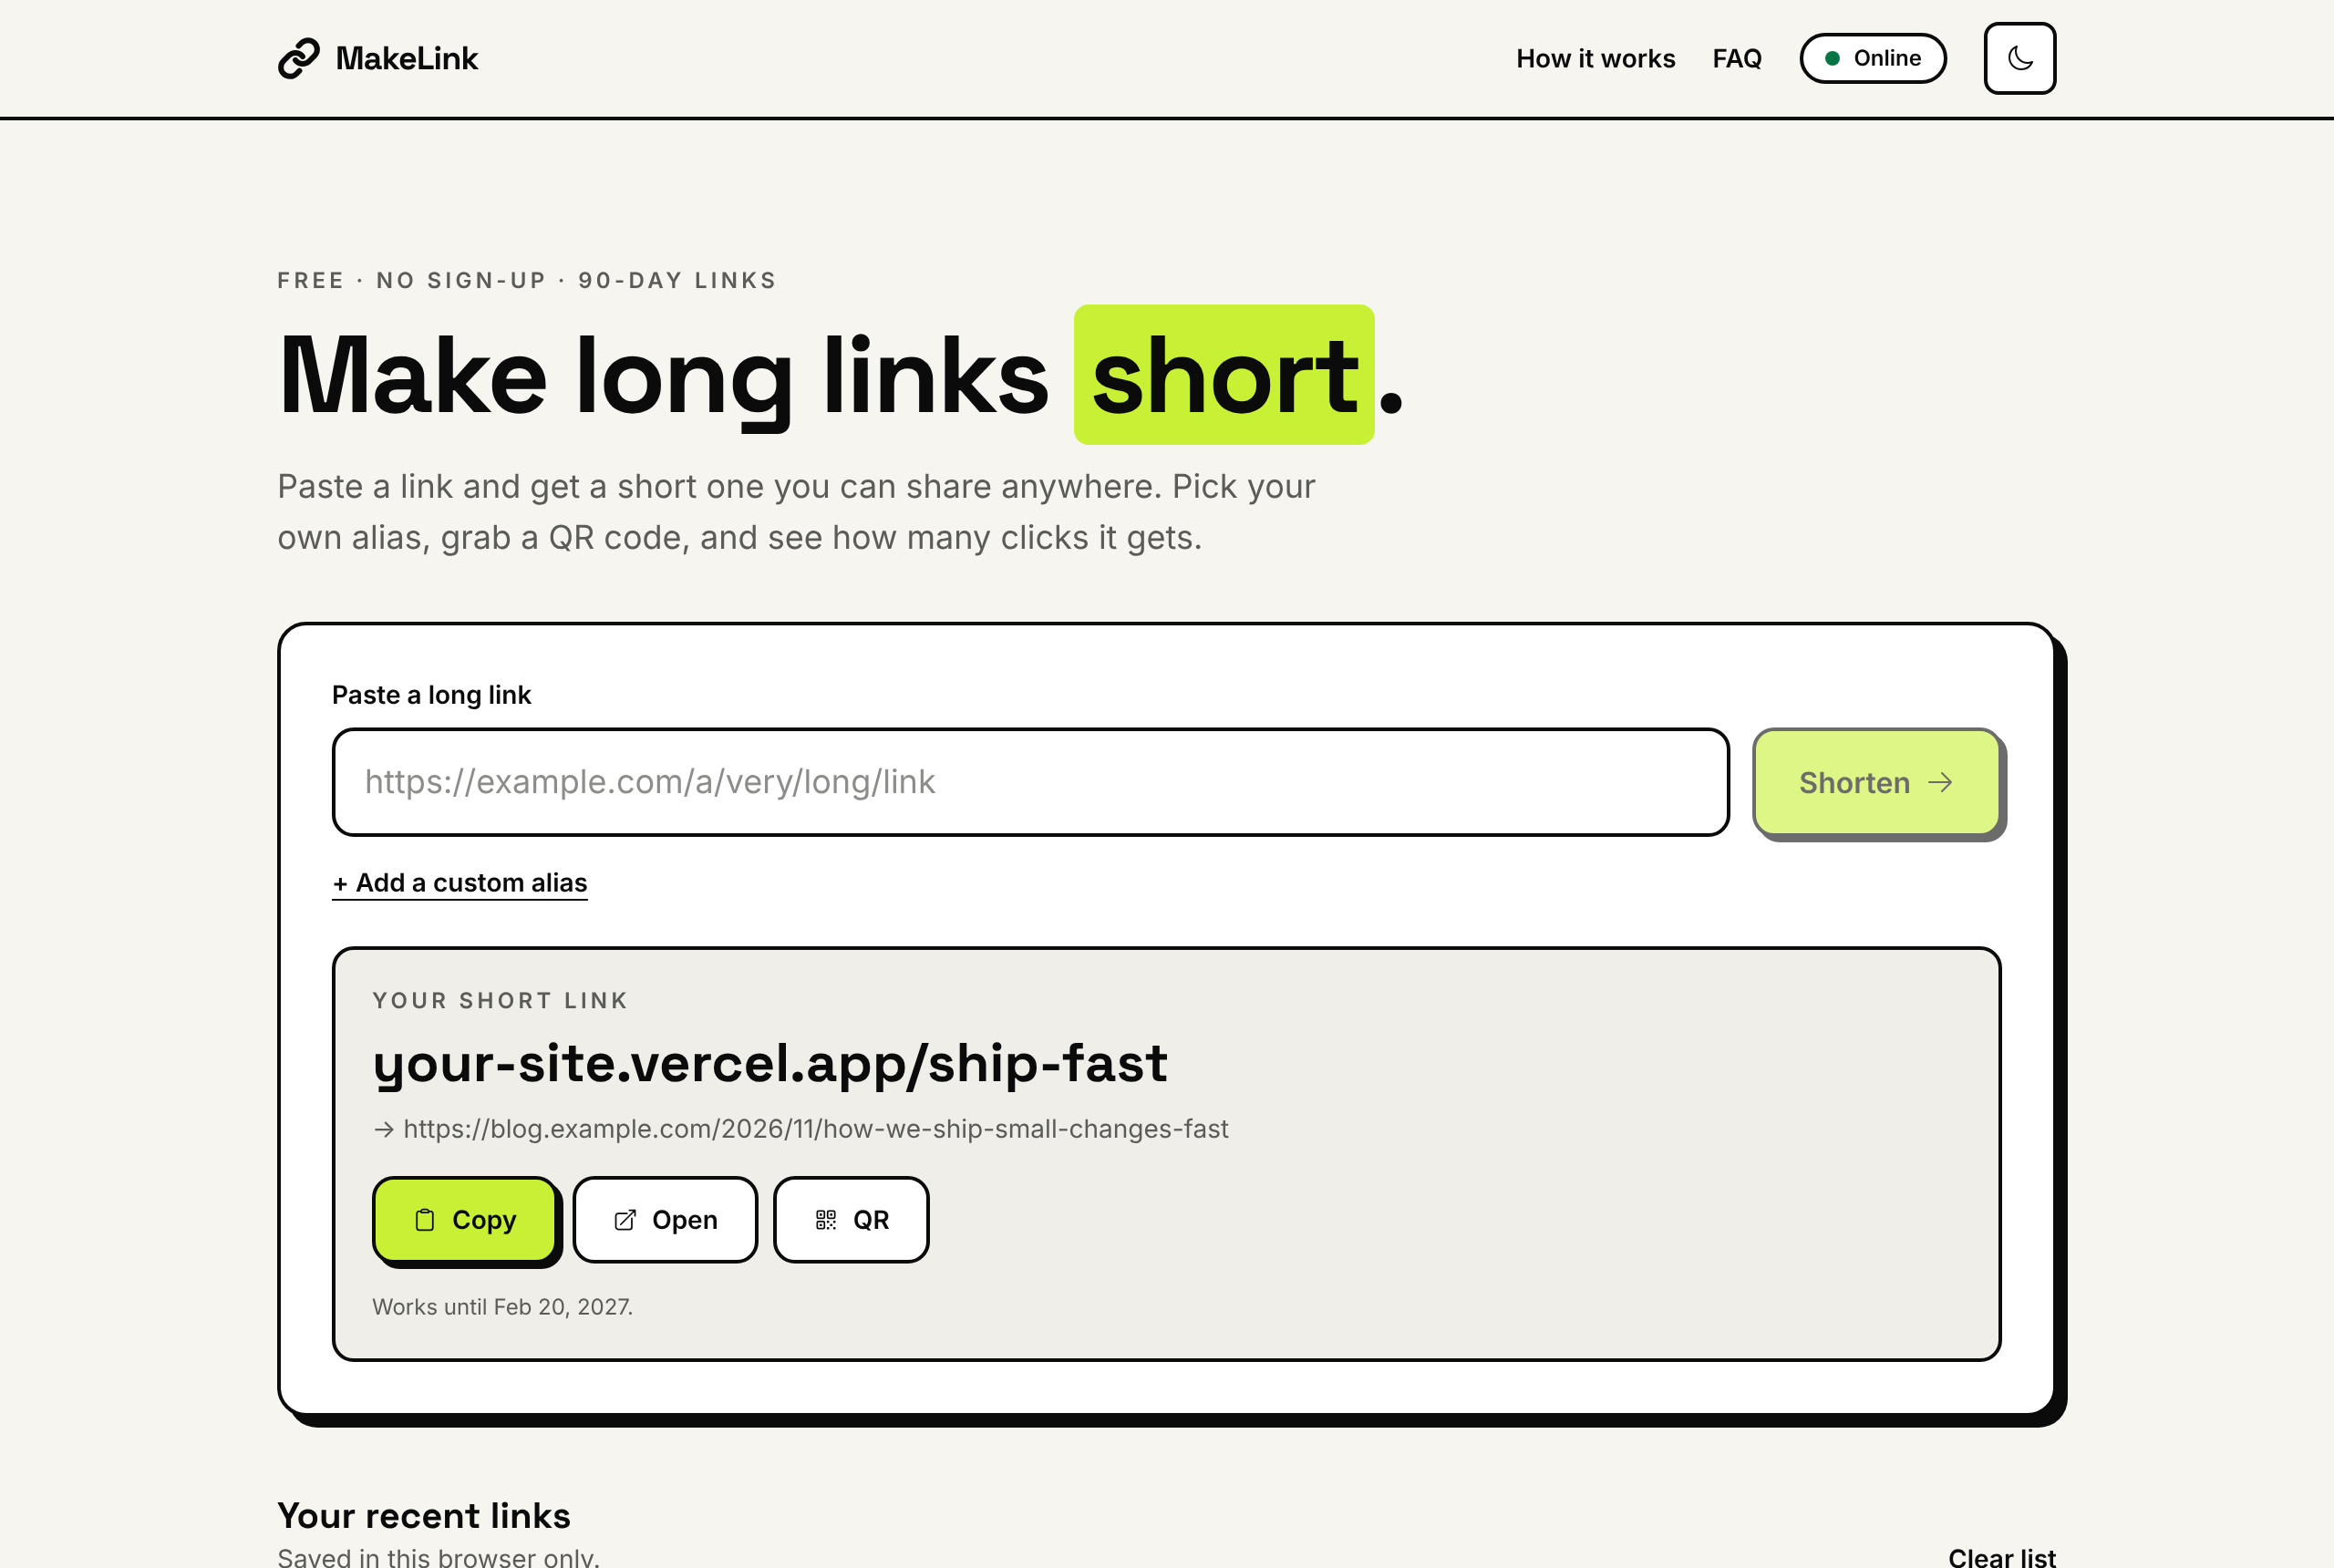 MakeLink
How it works
FAQ
Online
FREE · NO SIGN-UP · 90-DAY LINKS
Make long links short.
Paste a link and get a short one you can share anywhere. Pick your
own alias, grab a QR code, and see how many clicks it gets.
Paste a long link
https://example.com/a/very/long/link
Shorten →
+ Add a custom alias
YOUR SHORT LINK
your-site.vercel.app/ship-fast
→ https://blog.example.com/2026/11/how-we-ship-small-changes-fast
Copy
Open
QR
Works until Feb 20, 2027.
Your recent links
Saved in this browser only.
Clear list